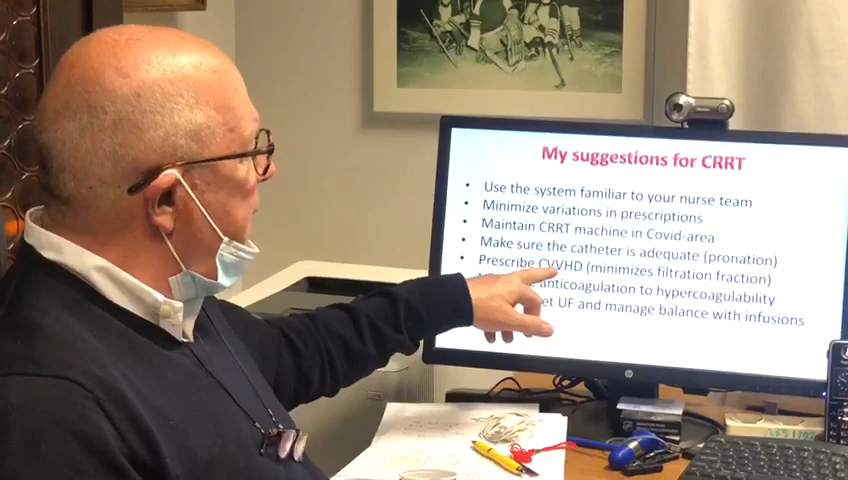 My suggestions for CRRT
• Use the system familiar to your nurse team
• Minimize variations in prescriptions
• Maintain CRRT machine in Covid-area
• Make sure the catheter is adequate (pronation)
• Prescribe CVVHD (minimizes filtration fraction)
anticoagulation to hypercoagulability
UF and manage balance with infusions
hp